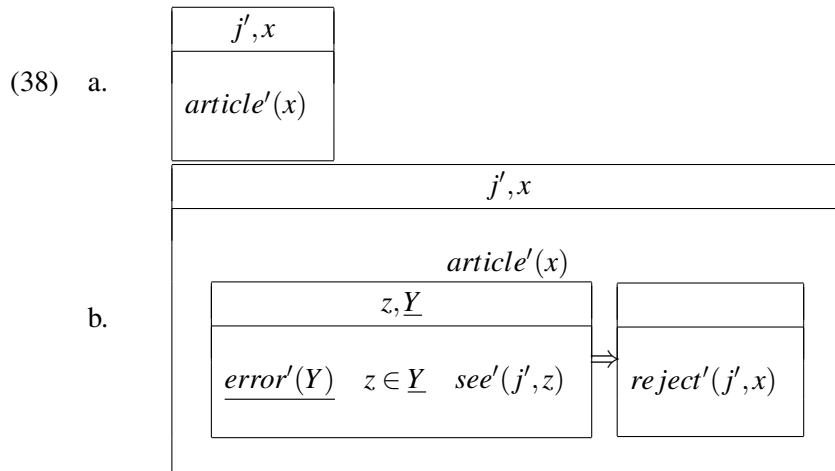 j′, x
(38) a.
article′(x)
j′, x
article′(x)
z, Y
b.
error′(Y) z ∈ Y see′(j′, z) ⇒ reject′(j′, x)